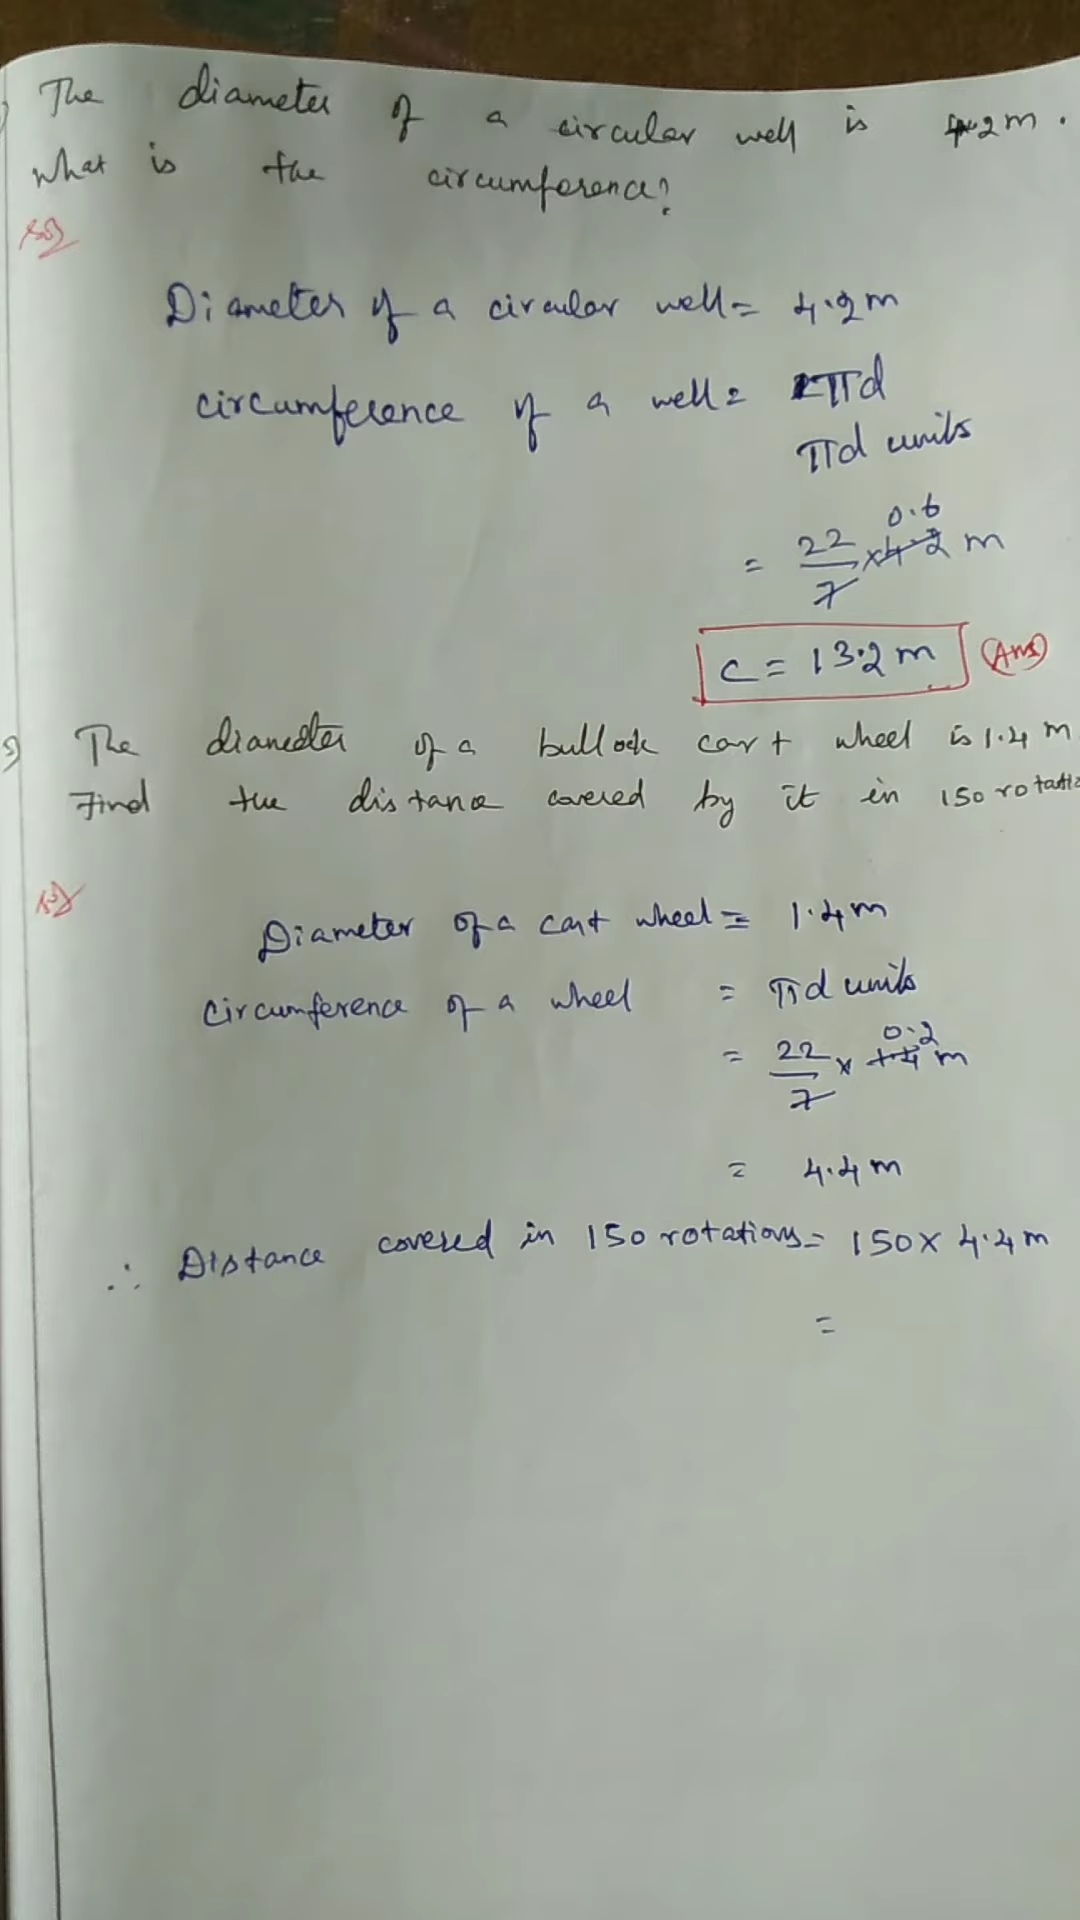 The diameter of a circular well is 4.2m.
what is the circumference?
Sol
Diameter of a circular well = 4.2m
circumference of a well = πd
πd units
0.6
= 22/7 × 4.2 m
C = 13.2 m Ans
5) The diameter of a bullock cart wheel is 1.4 m
Find the distance covered by it in 150 rotatio
Sol
Diameter of a cart wheel = 1.4m
Circumference of a wheel = πd units
0.2
= 22/7 × 1.4 m
= 4.4 m
∴ Distance covered in 150 rotations = 150 × 4.4 m
=